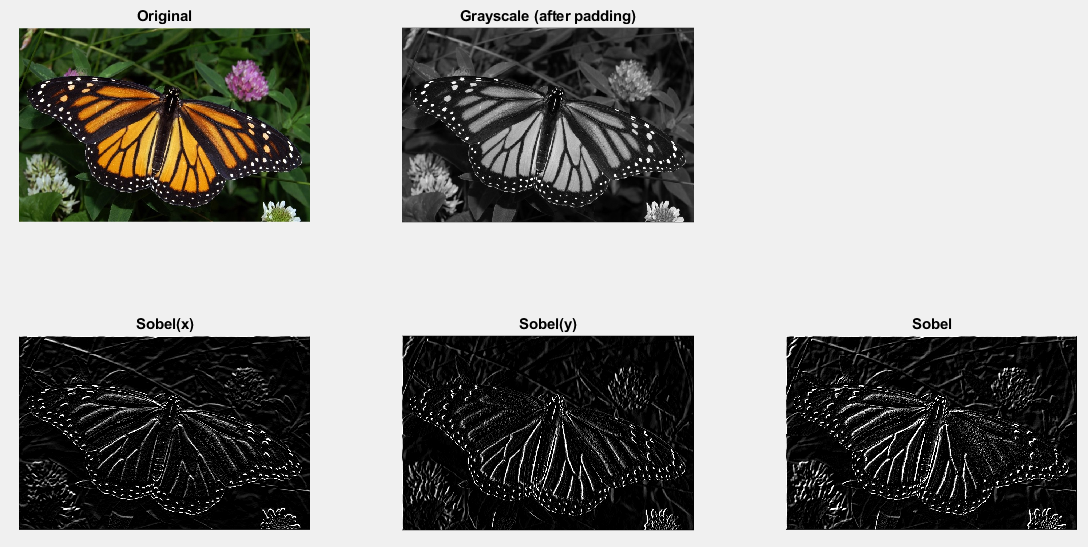 Original
Grayscale (after padding)
Sobel(x)
Sobel(y)
Sobel